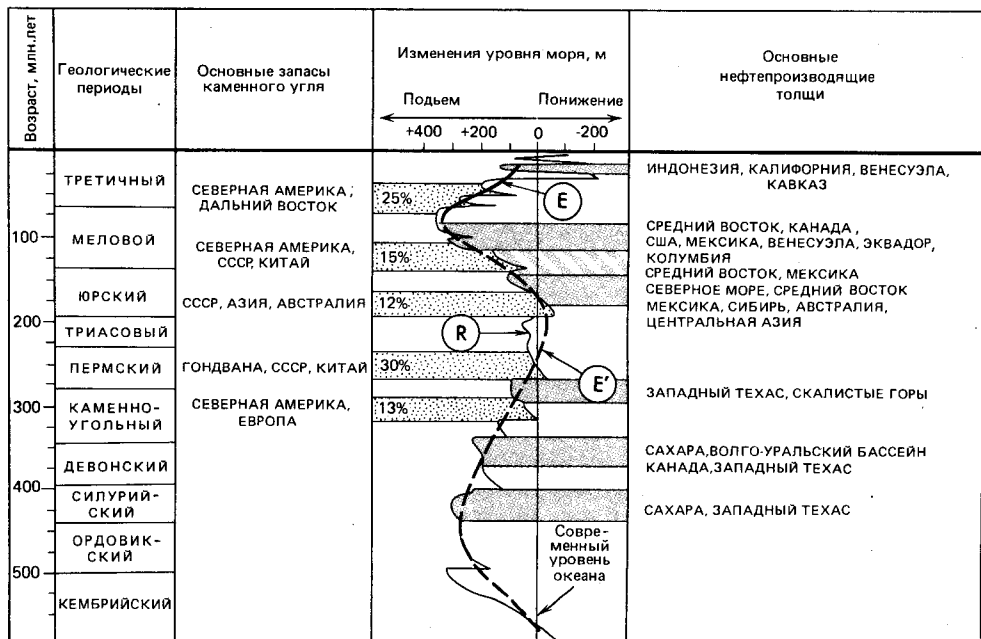 Возраст, млн.лет
Геологические
периоды
Основные запасы
каменного угля
Изменения уровня моря, м
Подьем
Понижение
+400
+200
0
-200
Основные
нефтепроизводящие
толщи
ТРЕТИЧНЫЙ
СЕВЕРНАЯ АМЕРИКА,
ДАЛЬНИЙ ВОСТОК
25%
E
ИНДОНЕЗИЯ, КАЛИФОРНИЯ, ВЕНЕСУЭЛА,
КАВКАЗ
100
МЕЛОВОЙ
СЕВЕРНАЯ АМЕРИКА,
СССР, КИТАЙ
15%
СРЕДНИЙ ВОСТОК, КАНАДА,
США, МЕКСИКА, ВЕНЕСУЭЛА, ЭКВАДОР,
КОЛУМБИЯ
СРЕДНИЙ ВОСТОК, МЕКСИКА
ЮРСКИЙ
СССР, АЗИЯ, АВСТРАЛИЯ
12%
СЕВЕРНОЕ МОРЕ, СРЕДНИЙ ВОСТОК
МЕКСИКА, СИБИРЬ, АВСТРАЛИЯ,
ЦЕНТРАЛЬНАЯ АЗИЯ
200
ТРИАСОВЫЙ
R
ПЕРМСКИЙ
ГОНДВАНА, СССР, КИТАЙ
30%
E'
ЗАПАДНЫЙ ТЕХАС, СКАЛИСТЫЕ ГОРЫ
300
КАМЕННО-
УГОЛЬНЫЙ
СЕВЕРНАЯ АМЕРИКА,
ЕВРОПА
13%
ДЕВОНСКИЙ
САХАРА,ВОЛГО-УРАЛЬСКИЙ БАССЕЙН
КАНАДА,ЗАПАДНЫЙ ТЕХАС
400
СИЛУРИЙ-
СКИЙ
САХАРА, ЗАПАДНЫЙ ТЕХАС
ОРДОВИК-
СКИЙ
Совре-
менный
уровень
океана
500
КЕМБРИЙСКИЙ